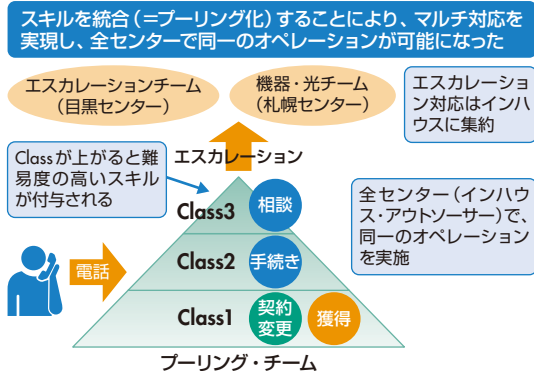 スキルを統合（＝プーリング化）することにより、マルチ対応を
実現し、全センターで同一のオペレーションが可能になった
エスカレーションチーム
（目黒センター）
機器・光チーム
（札幌センター）
エスカレーショ
ン対応はインハ
ウスに集約
Classが上がると難
易度の高いスキル
が付与される
エスカレーション
Class3
相談
全センター（インハ
ウス・アウトソーサー）で、
同一のオペレーション
を実施
電話
Class2
手続き
Class1
契約
変更
獲得
プーリング・チーム